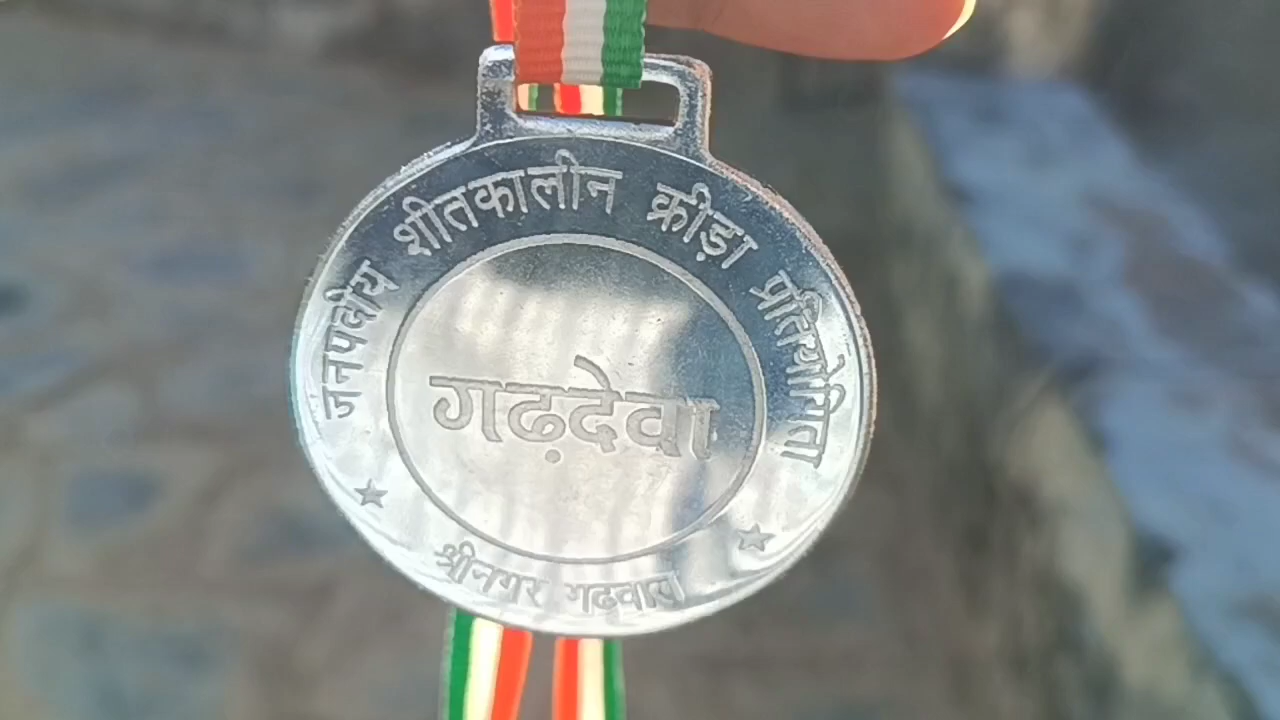 जनपदीय शीतकालीन क्रीड़ा प्रतियोगिता
गढ़देवा
श्रीनगर गढ़वाल